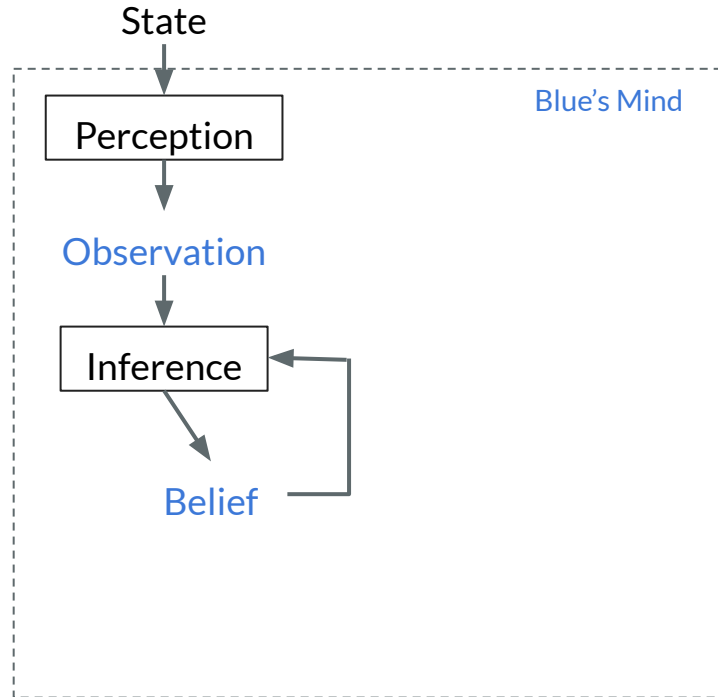 State
Blue’s Mind
Perception
Observation
Inference
Belief